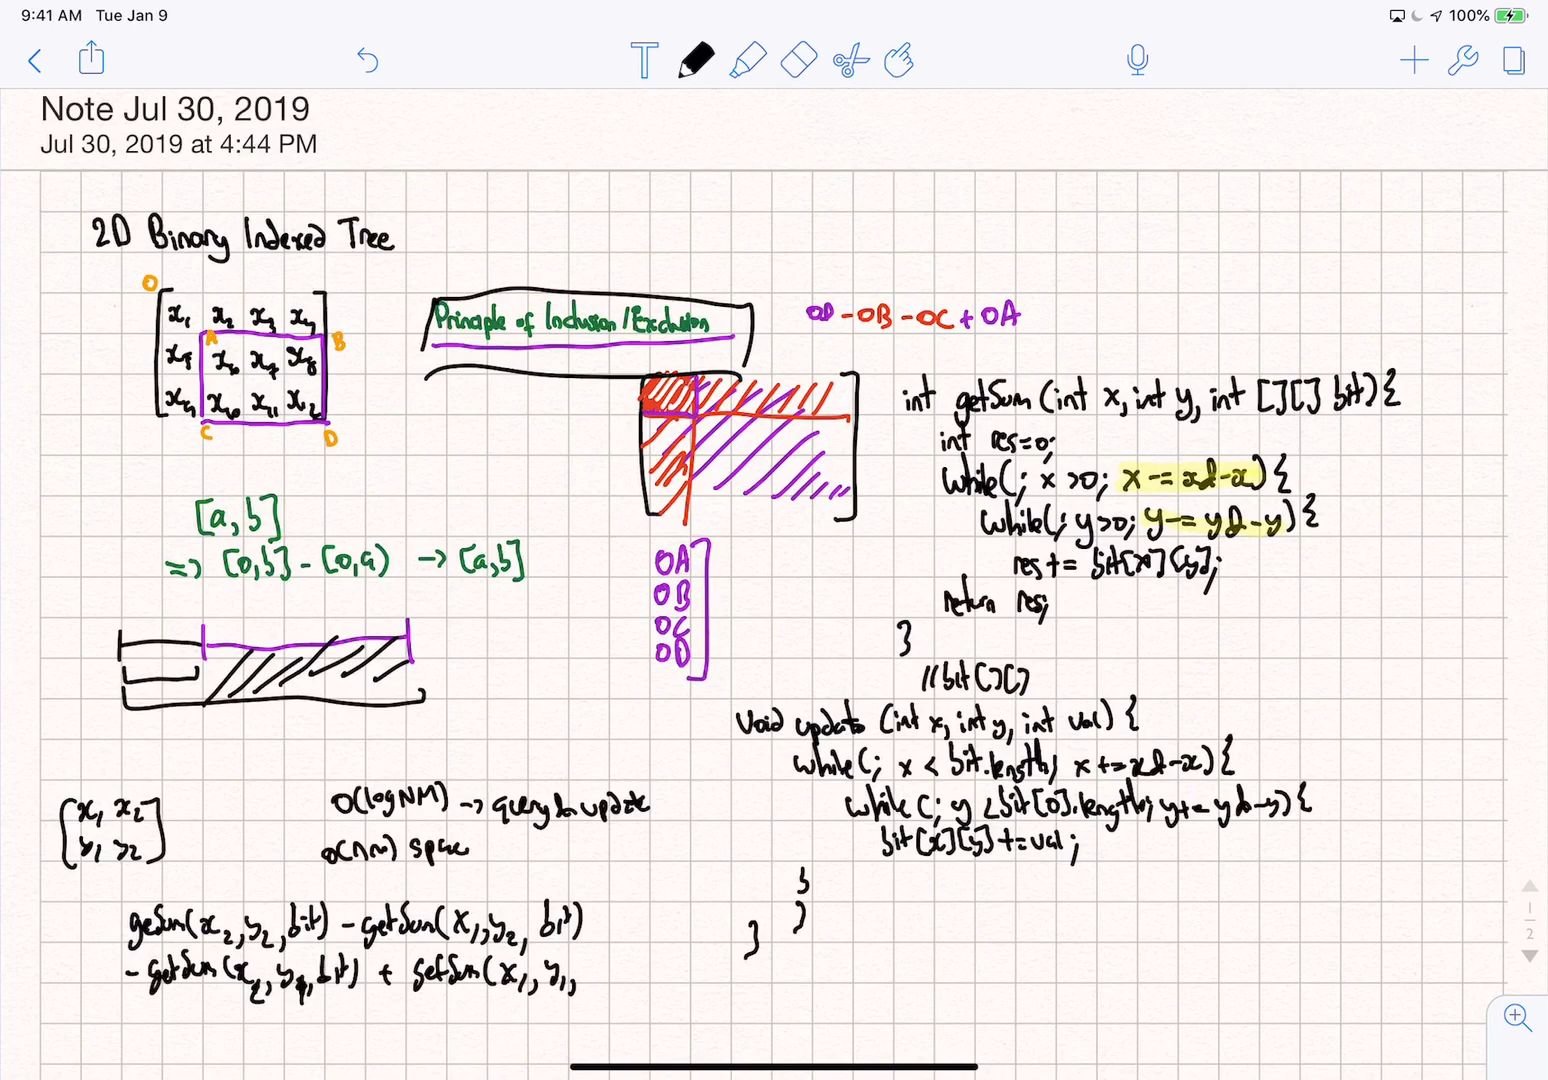 9:41 AM Tue Jan 9
100%
Note Jul 30, 2019
Jul 30, 2019 at 4:44 PM
2D Binary Indexed Tree
O
x₁ x₂ x₃ x₄
A B
x₅ x₆ x₇ x₈
x₉ x₁₀ x₁₁ x₁₂
C D
Principle of Inclusion/Exclusion
OD - OB - OC + OA
[a,b]
=> [0,b] - [0,a) -> [a,b]
OA
OB
OC
OD
int getSum (int x, int y, int [][] bit){
int res=0;
while(; x >0; x -= x&-x){
while(; y>0; y-= y&-y){
res+= bit[x][y];
return res;
}
//bit[][]
void update (int x, int y, int val) {
while(; x < bit.length; x+=x&-x){
while(; y <bit[0].length; y+= y&-y){
bit[x][y]+=val;
}
}
}
x₁ x₂
y₁ y₂
O(logNM) -> query & update
O(NM) space
getSum(x₂, y₂, bit) - getSum(x₁, y₂, bit)
- getSum(x₂, y₁, bit) + getSum(x₁, y₁,
1
2